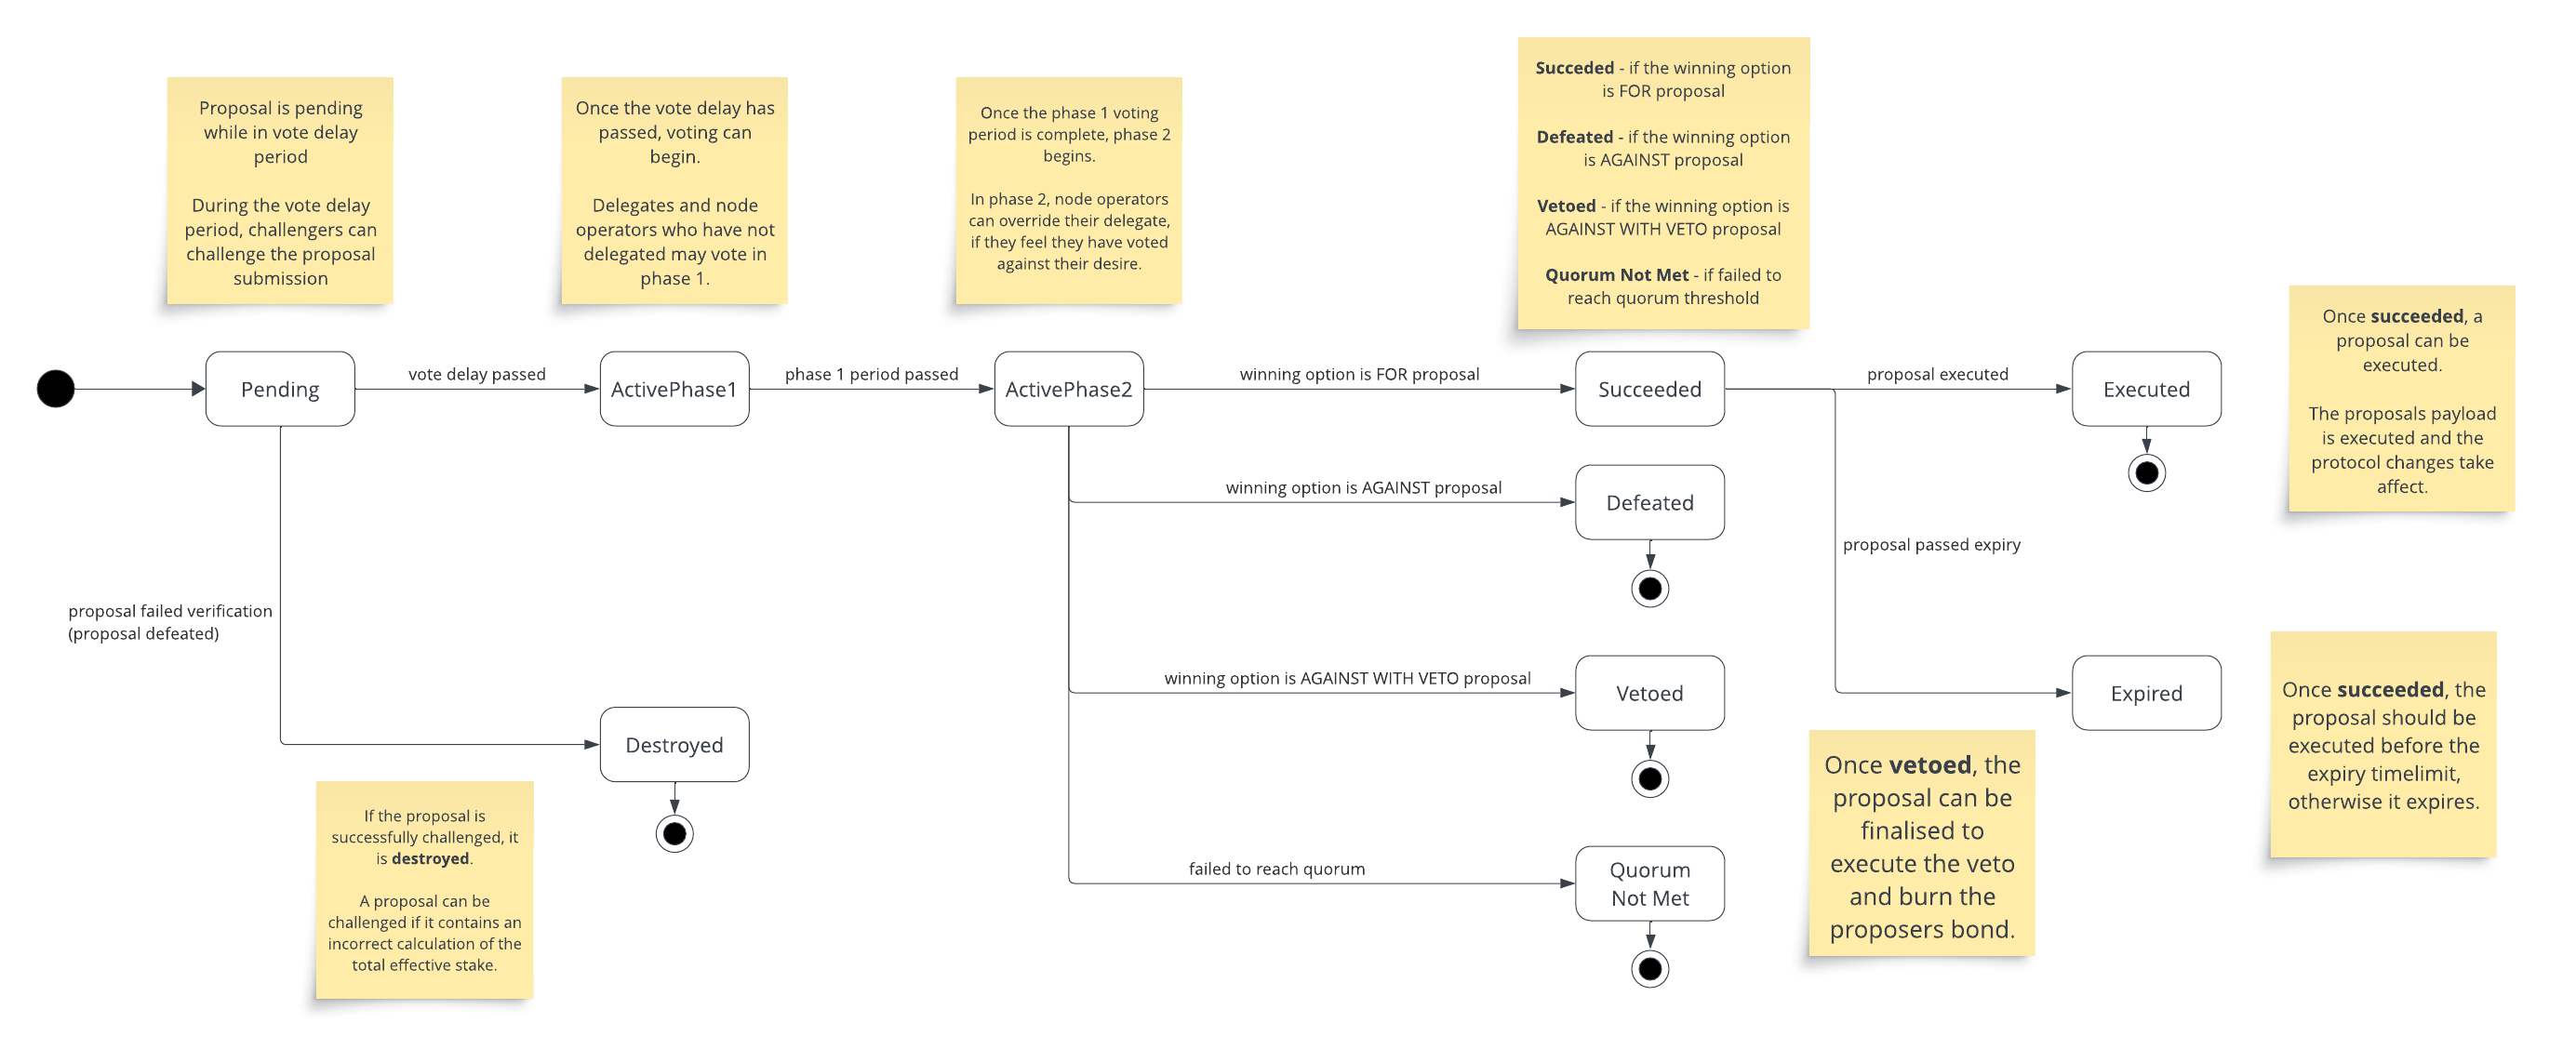 Proposal is pending
while in vote delay
period
During the vote delay
period, challengers can
challenge the proposal
submission
Once the vote delay has
passed, voting can
begin.
Delegates and node
operators who have not
delegated may vote in
phase 1.
Once the phase 1 voting
period is complete, phase 2
begins.
In phase 2, node operators
can override their delegate,
if they feel they have voted
against their desire.
Succeded - if the winning option
is FOR proposal
Defeated - if the winning option
is AGAINST proposal
Vetoed - if the winning option is
AGAINST WITH VETO proposal
Quorum Not Met - if failed to
reach quorum threshold
Once succeeded, a
proposal can be
executed.
The proposals payload
is executed and the
protocol changes take
affect.
Pending
vote delay passed
ActivePhase1
phase 1 period passed
ActivePhase2
winning option is FOR proposal
Succeeded
proposal executed
Executed
winning option is AGAINST proposal
Defeated
proposal passed expiry
proposal failed verification
(proposal defeated)
winning option is AGAINST WITH VETO proposal
Vetoed
Expired
Once succeeded, the
proposal should be
executed before the
expiry timelimit,
otherwise it expires.
Destroyed
Once vetoed, the
proposal can be
finalised to
execute the veto
and burn the
proposers bond.
If the proposal is
successfully challenged, it
is destroyed.
A proposal can be
challenged if it contains an
incorrect calculation of the
total effective stake.
failed to reach quorum
Quorum
Not Met